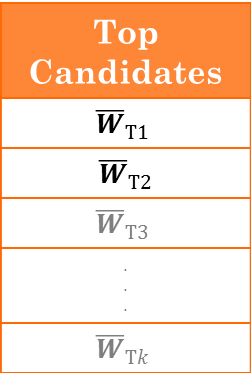 Top
Candidates
W̅T1
W̅T2
W̅T3
.
.
.
W̅Tk